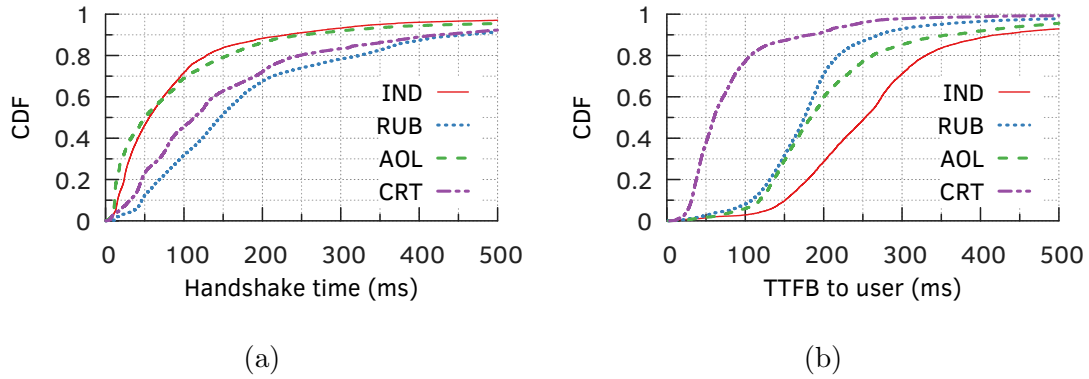 CDF
1
0.8
0.6
0.4
0.2
0
0 100 200 300 400 500
Handshake time (ms)
IND
RUB
AOL
CRT
(a)
CDF
1
0.8
0.6
0.4
0.2
0
0 100 200 300 400 500
TTFB to user (ms)
IND
RUB
AOL
CRT
(b)